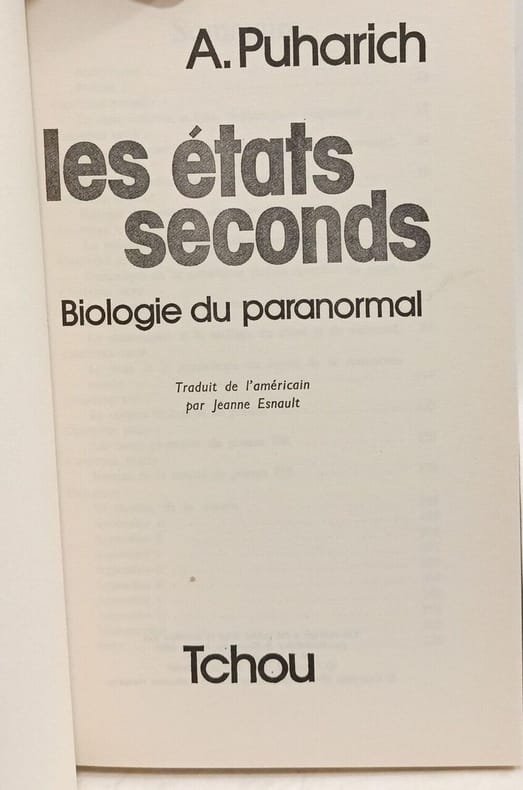 A. Puharich
les états
seconds
Biologie du paranormal
Traduit de l'américain
par Jeanne Esnault
Tchou